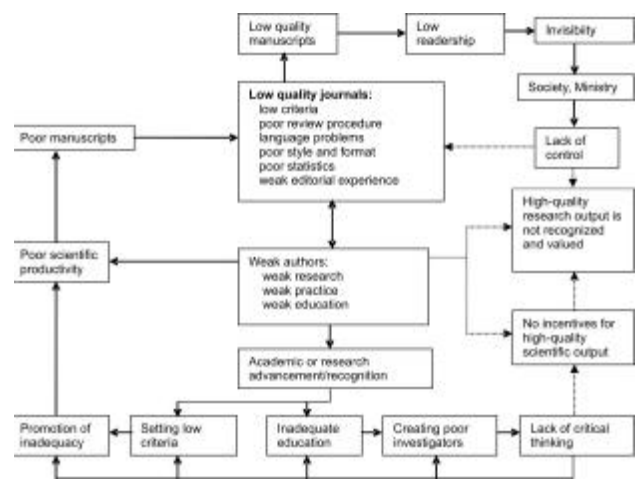 Low quality
manuscripts
Low
readership
Invisibiity
Low quality journals:
low criteria
poor review procedure
language problems
poor style and format
poor statistics
weak editorial experience
Society, Ministry
Poor manuscripts
Lack of
control
High-quality
research output is
not recognized
and valued
Poor scientific
productivity
Weak authors:
weak research
weak practice
weak education
No incentives for
high-quality
scientific output
Academic or research
advancement/recognition
Promotion of
inadequacy
Setting low
criteria
Inadequate
education
Creating poor
investigators
Lack of critical
thinking